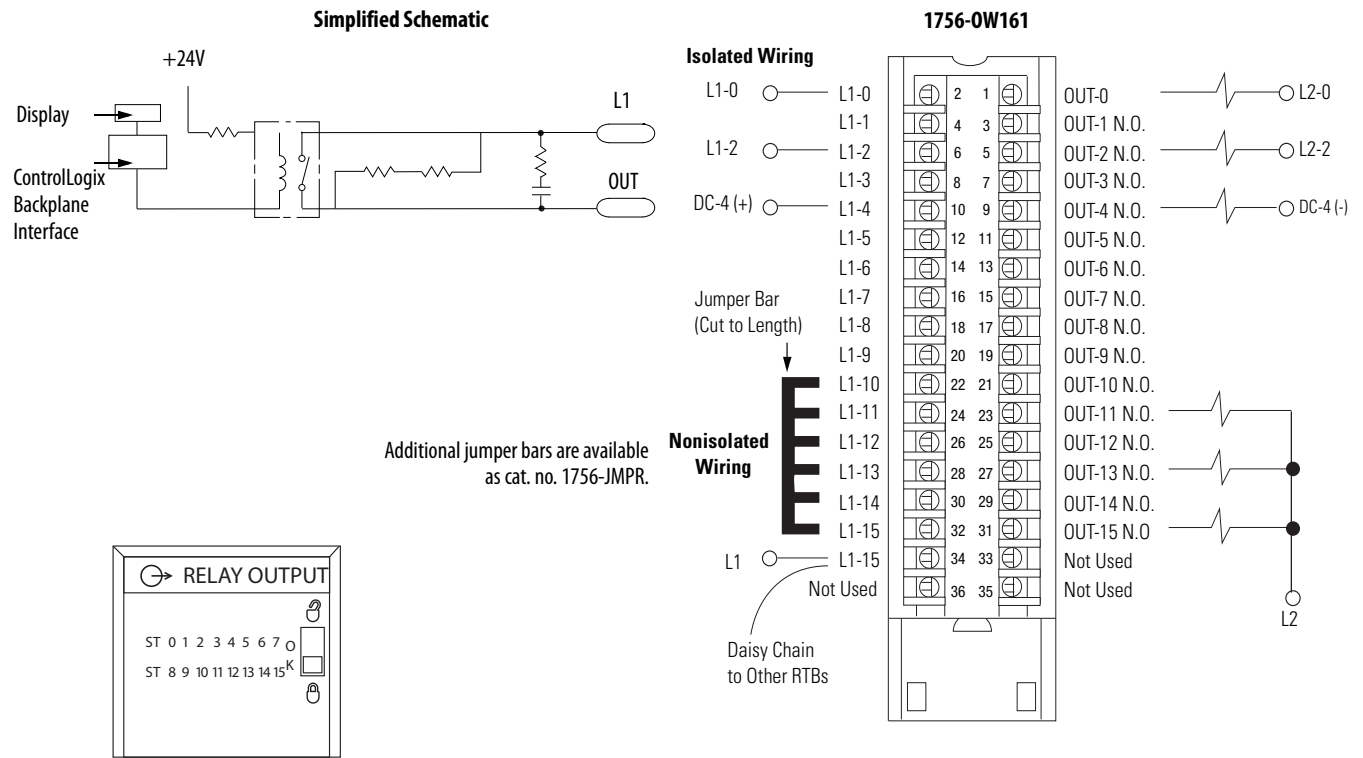 Simplified Schematic
+24V
Display
ControlLogix
Backplane
Interface
L1
OUT
1756-OW161
Isolated Wiring
L1-0 L1-0 2 1 OUT-0 L2-0
L1-1 4 3 OUT-1 N.O.
L1-2 L1-2 6 5 OUT-2 N.O. L2-2
L1-3 8 7 OUT-3 N.O.
DC-4 (+) L1-4 10 9 OUT-4 N.O. DC-4 (-)
L1-5 12 11 OUT-5 N.O.
L1-6 14 13 OUT-6 N.O.
L1-7 16 15 OUT-7 N.O.
L1-8 18 17 OUT-8 N.O.
L1-9 20 19 OUT-9 N.O.
L1-10 22 21 OUT-10 N.O.
L1-11 24 23 OUT-11 N.O.
L1-12 26 25 OUT-12 N.O.
L1-13 28 27 OUT-13 N.O.
L1-14 30 29 OUT-14 N.O.
L1-15 32 31 OUT-15 N.O
L1 L1-15 34 33 Not Used
Not Used 36 35 Not Used
L2
Jumper Bar
(Cut to Length)
Nonisolated
Wiring
Additional jumper bars are available
as cat. no. 1756-JMPR.
Daisy Chain
to Other RTBs
RELAY OUTPUT
ST 0 1 2 3 4 5 6 7 O
ST 8 9 10 11 12 13 14 15 K